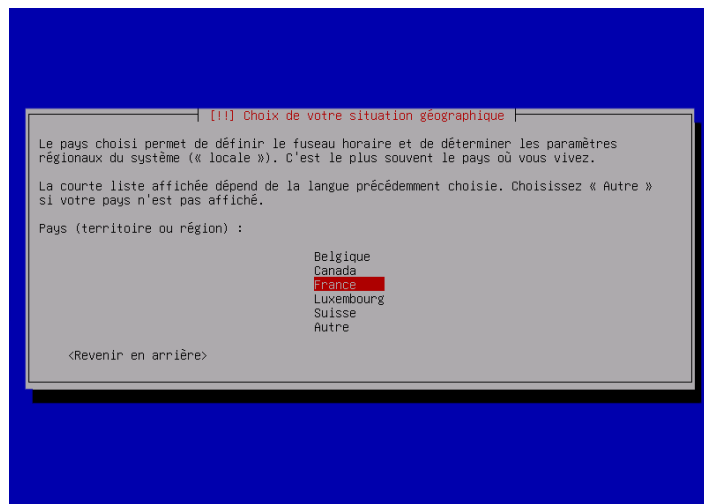 [!!] Choix de votre situation géographique
Le pays choisi permet de définir le fuseau horaire et de déterminer les paramètres
régionaux du système (« locale »). C'est le plus souvent le pays où vous vivez.
La courte liste affichée dépend de la langue précédemment choisie. Choisissez « Autre »
si votre pays n'est pas affiché.
Pays (territoire ou région) :
Belgique
Canada
France
Luxembourg
Suisse
Autre
<Revenir en arrière>